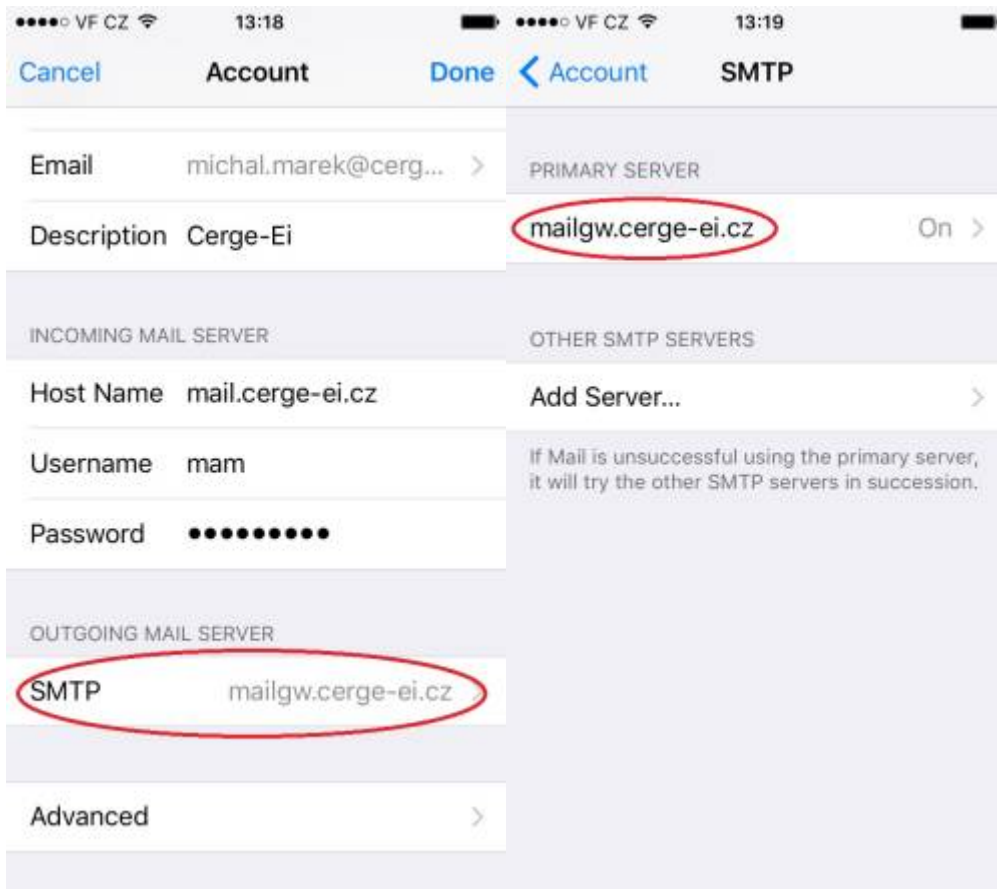 VF CZ 13:18
Cancel Account Done
Email michal.marek@cerg...
Description Cerge-Ei
INCOMING MAIL SERVER
Host Name mail.cerge-ei.cz
Username mam
Password ●●●●●●●●●
OUTGOING MAIL SERVER
SMTP mailgw.cerge-ei.cz
Advanced
VF CZ 13:19
Account SMTP
PRIMARY SERVER
mailgw.cerge-ei.cz On
OTHER SMTP SERVERS
Add Server...
If Mail is unsuccessful using the primary server,
it will try the other SMTP servers in succession.